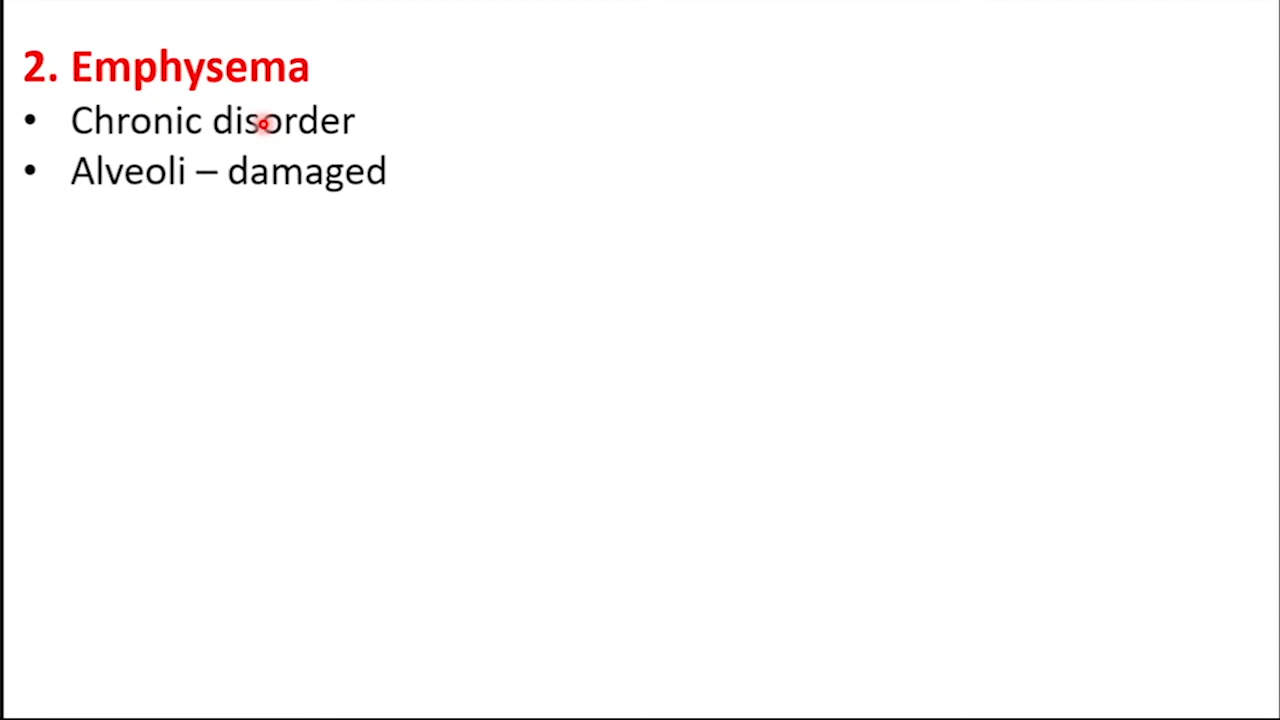 2. Emphysema
• Chronic disorder
• Alveoli – damaged